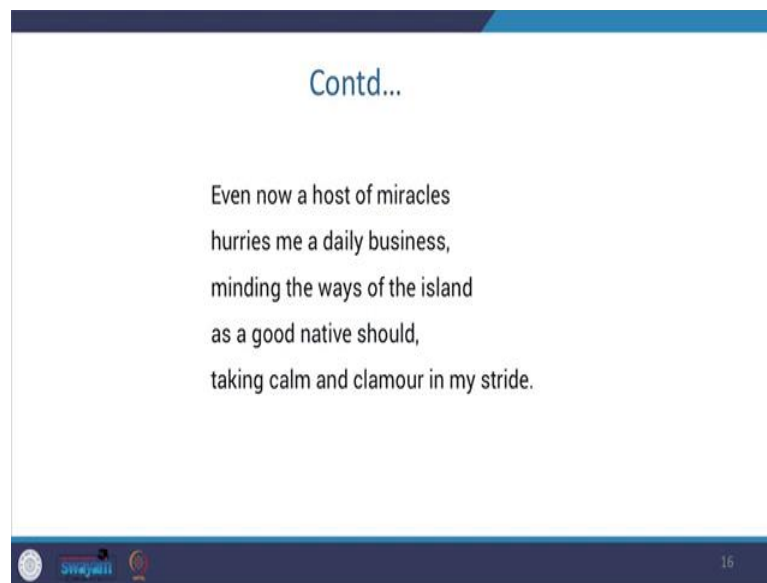 Contd...
Even now a host of miracles
hurries me a daily business,
minding the ways of the island
as a good native should,
taking calm and clamour in my stride.
swayam
16